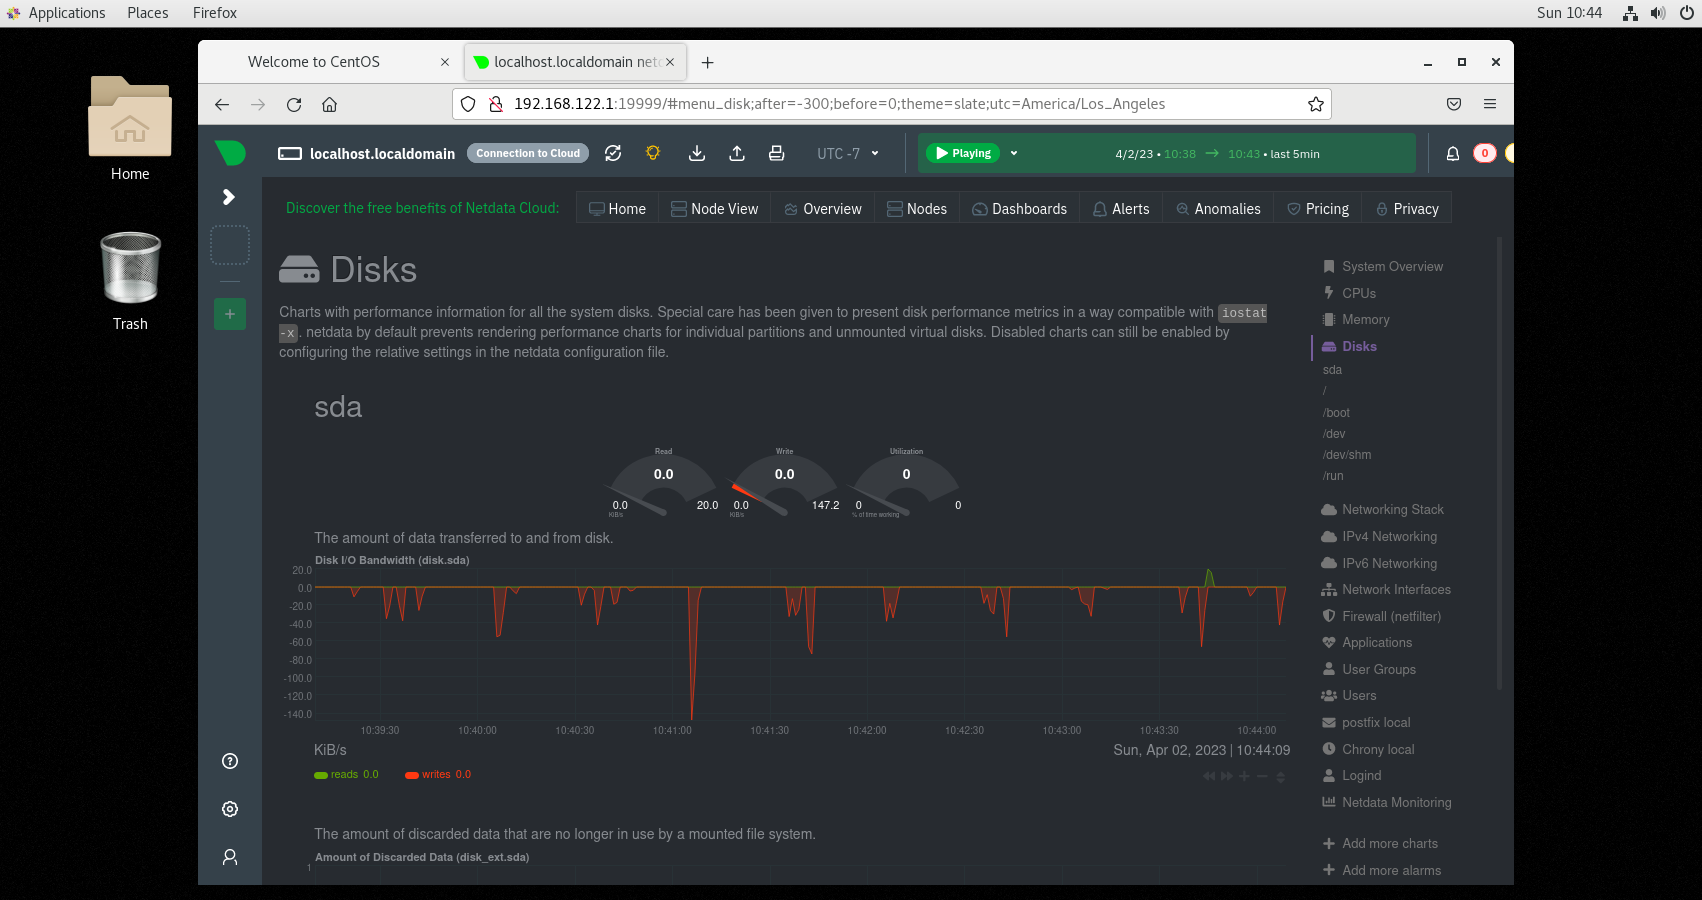 Applications Places Firefox Sun 10:44
Welcome to CentOS
localhost.localdomain netd
192.168.122.1:19999/#menu_disk;after=-300;before=0;theme=slate;utc=America/Los_Angeles
localhost.localdomain Connection to Cloud UTC -7 Playing 4/2/23 • 10:38 → 10:43 • last 5min 0
Home
Trash
Discover the free benefits of Netdata Cloud: Home Node View Overview Nodes Dashboards Alerts Anomalies Pricing Privacy
Disks
Charts with performance information for all the system disks. Special care has been given to present disk performance metrics in a way compatible with iostat
-x. netdata by default prevents rendering performance charts for individual partitions and unmounted virtual disks. Disabled charts can still be enabled by
configuring the relative settings in the netdata configuration file.
sda
Read
0.0
0.0 20.0
KiB/s
Write
0.0
0.0 147.2
KiB/s
Utilization
0
0 0
% of time working
The amount of data transferred to and from disk.
Disk I/O Bandwidth (disk.sda)
20.0
0.0
-20.0
-40.0
-60.0
-80.0
-100.0
-120.0
-140.0
10:39:30 10:40:00 10:40:30 10:41:00 10:41:30 10:42:00 10:42:30 10:43:00 10:43:30 10:44:00
KiB/s Sun, Apr 02, 2023 | 10:44:09
reads 0.0 writes 0.0
The amount of discarded data that are no longer in use by a mounted file system.
Amount of Discarded Data (disk_ext.sda)
1
System Overview
CPUs
Memory
Disks
sda
/
/boot
/dev
/dev/shm
/run
Networking Stack
IPv4 Networking
IPv6 Networking
Network Interfaces
Firewall (netfilter)
Applications
User Groups
Users
postfix local
Chrony local
Logind
Netdata Monitoring
Add more charts
Add more alarms